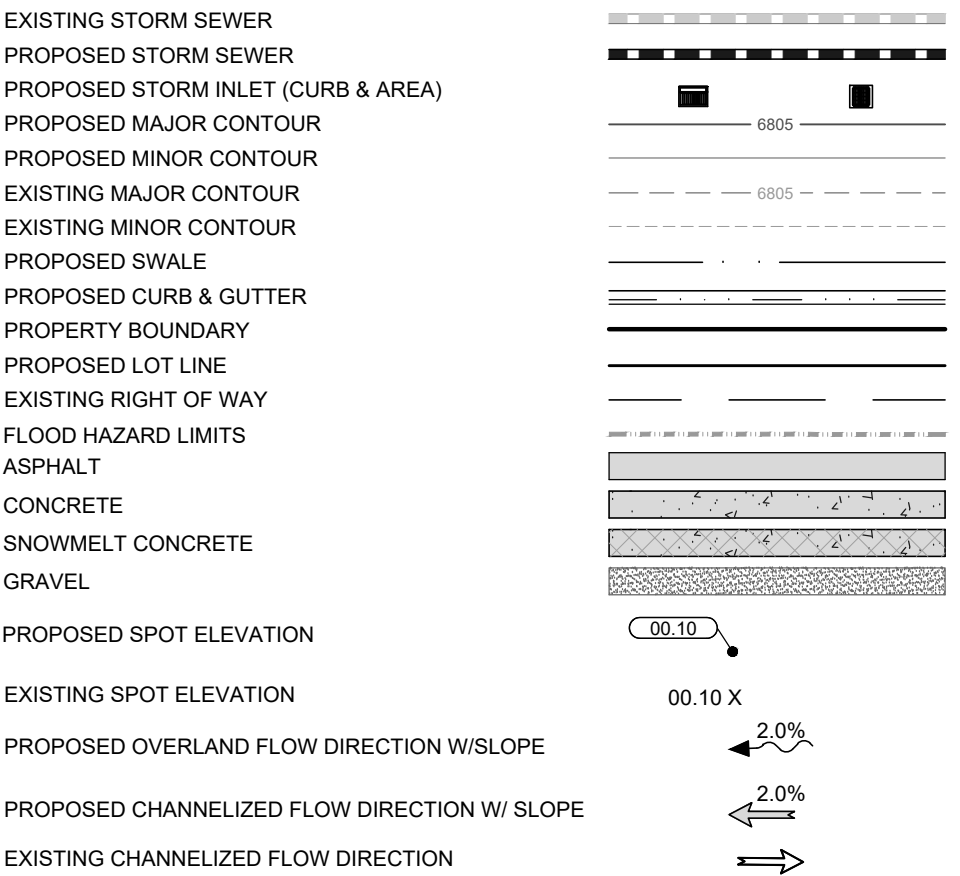 EXISTING STORM SEWER
PROPOSED STORM SEWER
PROPOSED STORM INLET (CURB & AREA)
PROPOSED MAJOR CONTOUR 6805
PROPOSED MINOR CONTOUR
EXISTING MAJOR CONTOUR 6805
EXISTING MINOR CONTOUR
PROPOSED SWALE
PROPOSED CURB & GUTTER
PROPERTY BOUNDARY
PROPOSED LOT LINE
EXISTING RIGHT OF WAY
FLOOD HAZARD LIMITS
ASPHALT
CONCRETE
SNOWMELT CONCRETE
GRAVEL
PROPOSED SPOT ELEVATION 00.10
EXISTING SPOT ELEVATION 00.10 X
PROPOSED OVERLAND FLOW DIRECTION W/SLOPE 2.0%
PROPOSED CHANNELIZED FLOW DIRECTION W/ SLOPE 2.0%
EXISTING CHANNELIZED FLOW DIRECTION